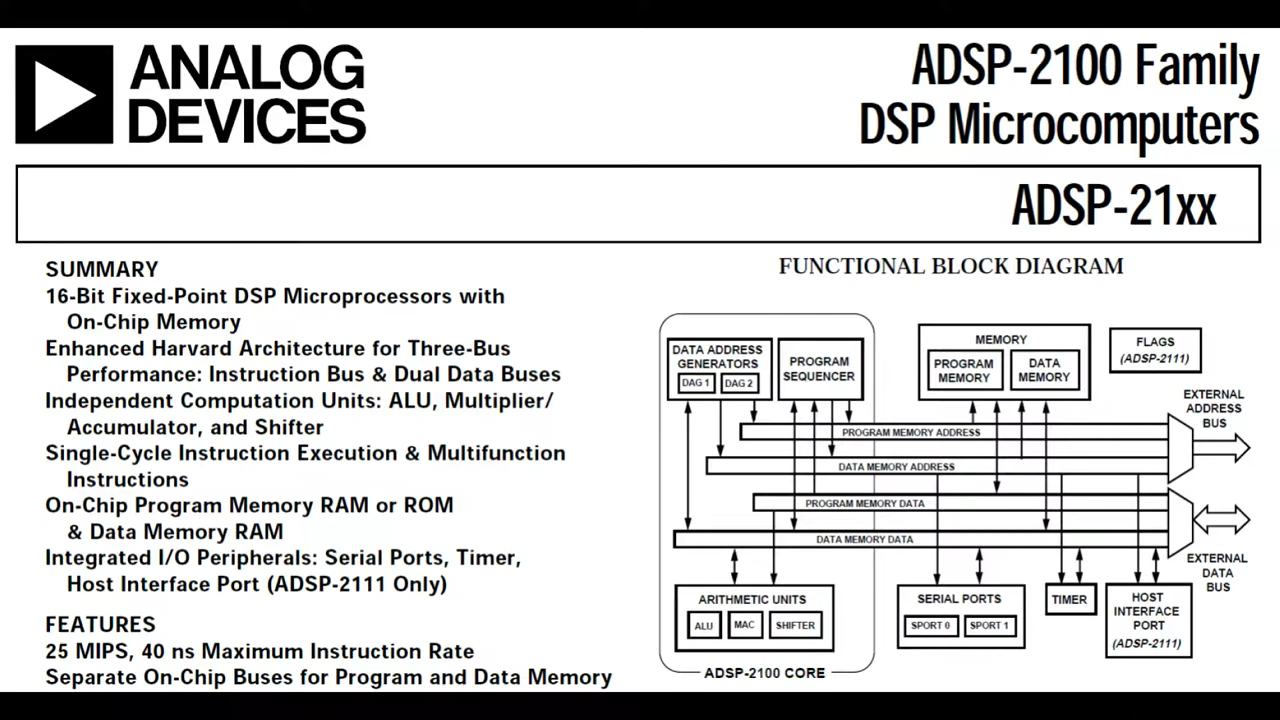 ANALOG
DEVICES
ADSP-2100 Family
DSP Microcomputers
ADSP-21xx
SUMMARY
16-Bit Fixed-Point DSP Microprocessors with
On-Chip Memory
Enhanced Harvard Architecture for Three-Bus
Performance: Instruction Bus & Dual Data Buses
Independent Computation Units: ALU, Multiplier/
Accumulator, and Shifter
Single-Cycle Instruction Execution & Multifunction
Instructions
On-Chip Program Memory RAM or ROM
& Data Memory RAM
Integrated I/O Peripherals: Serial Ports, Timer,
Host Interface Port (ADSP-2111 Only)
FEATURES
25 MIPS, 40 ns Maximum Instruction Rate
Separate On-Chip Buses for Program and Data Memory
FUNCTIONAL BLOCK DIAGRAM
DATA ADDRESS
GENERATORS
DAG 1
DAG 2
PROGRAM
SEQUENCER
MEMORY
PROGRAM
MEMORY
DATA
MEMORY
FLAGS
(ADSP-2111)
EXTERNAL
ADDRESS
BUS
PROGRAM MEMORY ADDRESS
DATA MEMORY ADDRESS
PROGRAM MEMORY DATA
DATA MEMORY DATA
EXTERNAL
DATA
BUS
ARITHMETIC UNITS
ALU
MAC
SHIFTER
SERIAL PORTS
SPORT 0
SPORT 1
TIMER
HOST
INTERFACE
PORT
(ADSP-2111)
ADSP-2100 CORE